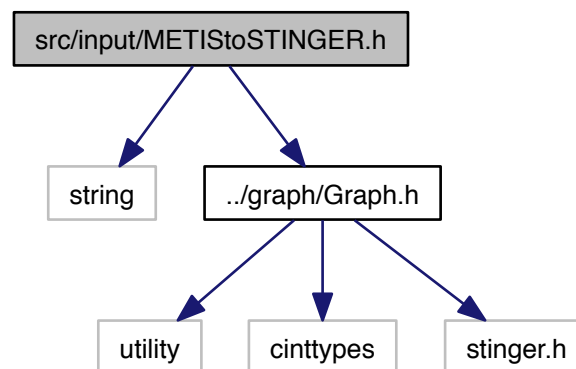 src/input/METIStoSTINGER.h
string
../graph/Graph.h
utility
cinttypes
stinger.h